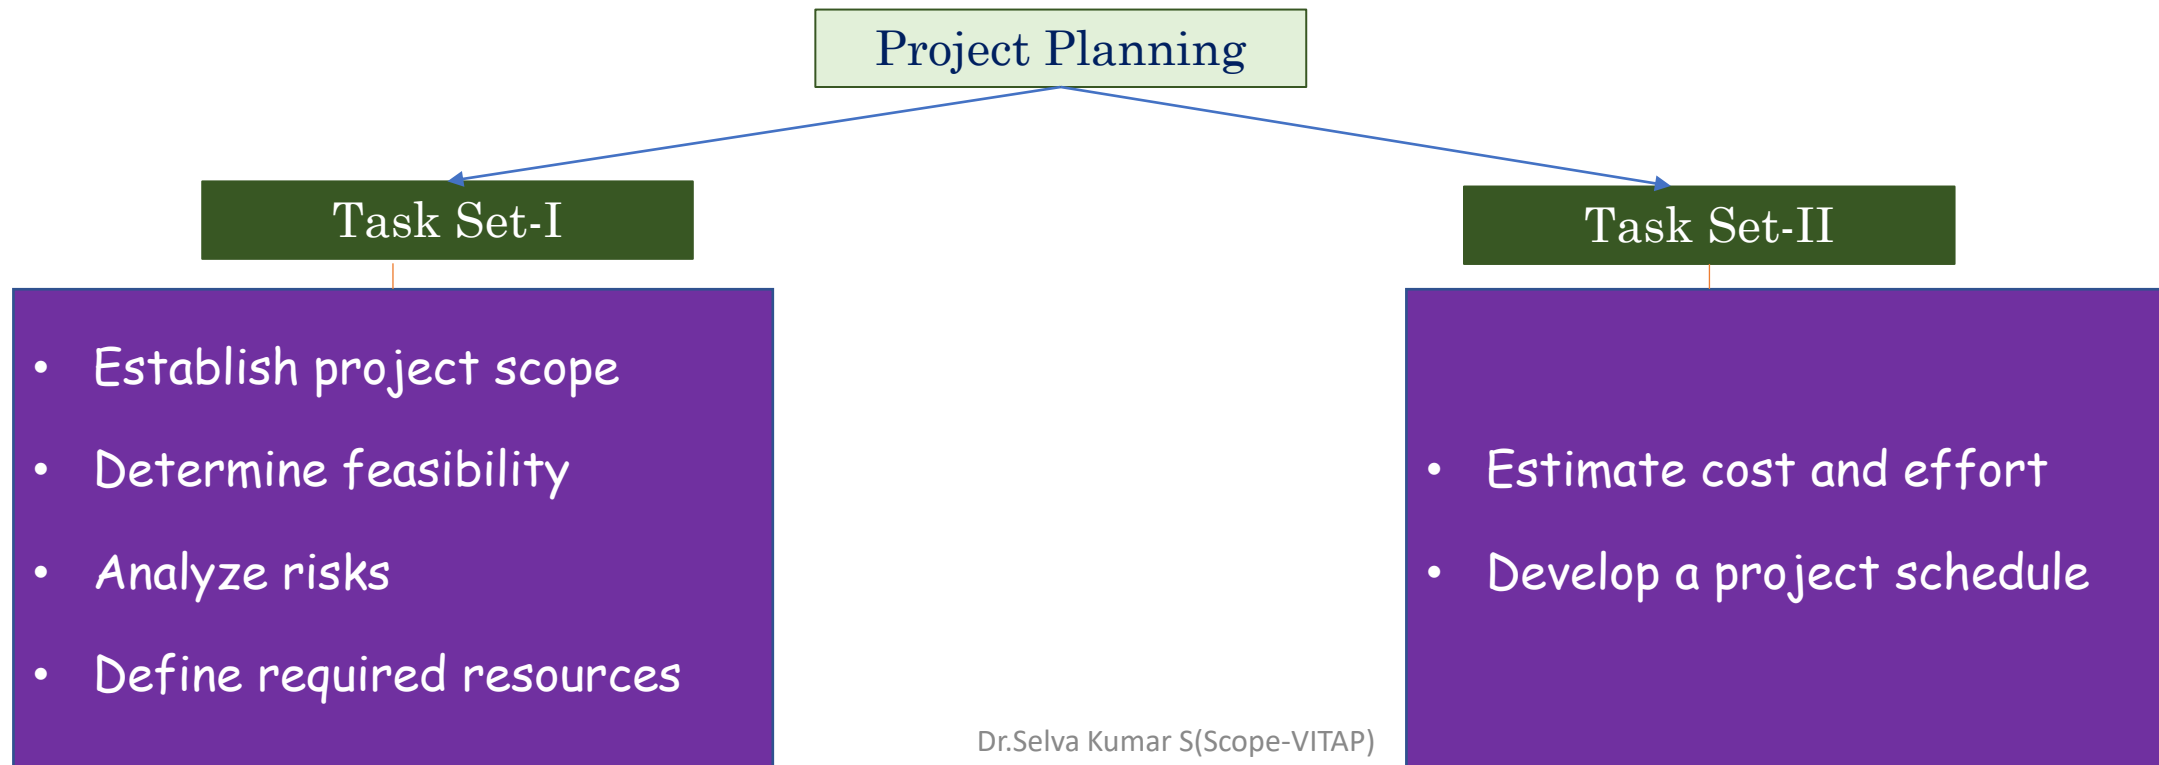 Project Planning
Task Set-I
• Establish project scope
• Determine feasibility
• Analyze risks
• Define required resources
Task Set-II
• Estimate cost and effort
• Develop a project schedule
Dr.Selva Kumar S(Scope-VITAP)